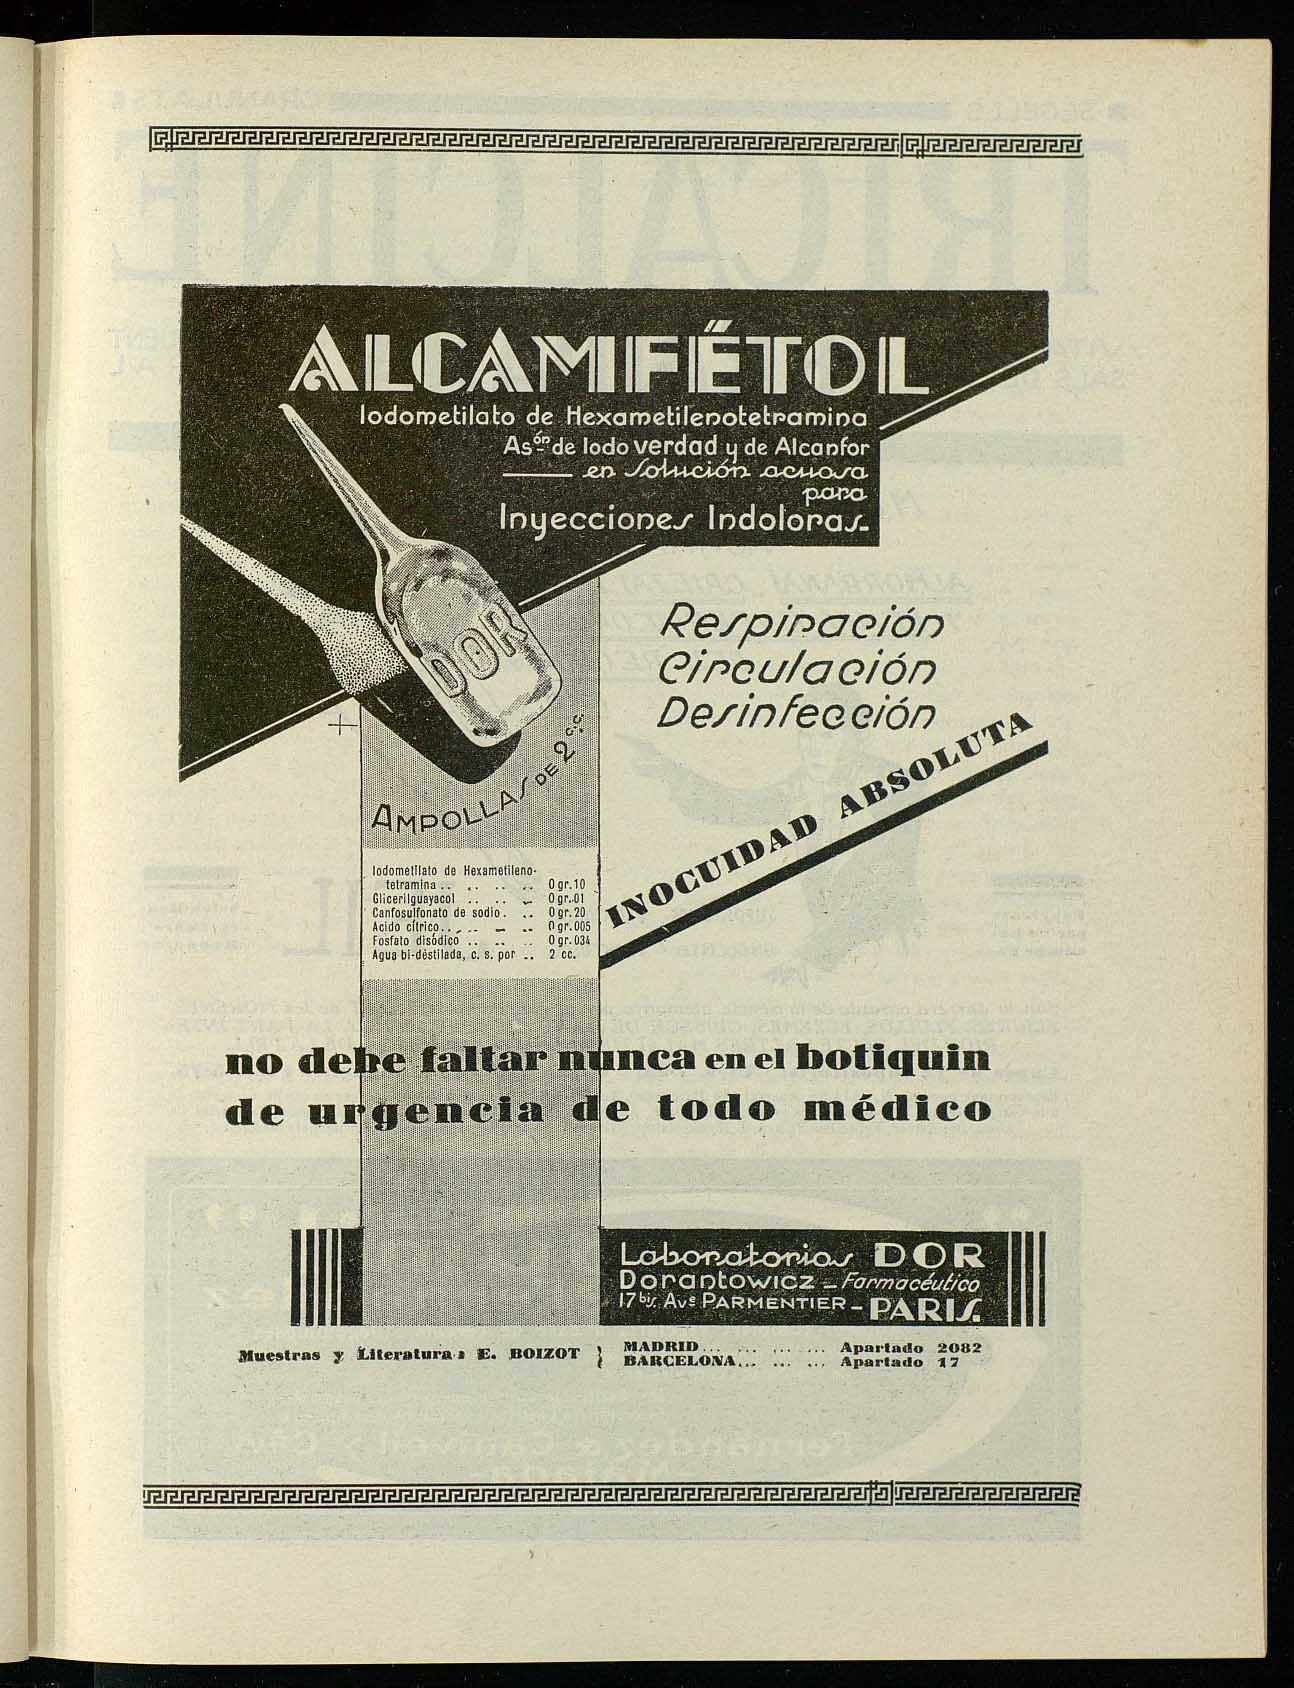 ALCAMFÉTOL
Iodometilato de Hexametilenotetramina
As.ón de Iodo verdad y de Alcanfor
en solución acuosa
para
Inyecciones Indoloras.
DOR
Respiración
Circulación
Desinfección
AMPOLLAS DE 2 c.c.
INOCUIDAD ABSOLUTA
Iodometilato de Hexametileno-
tetramina .. .. .. .. 0 gr. 10
Glicerilguayacol .. .. .. 0 gr. 01
Canfosulfonato de sodio. .. 0 gr. 20
Acido cítrico.. .. .. .. 0 gr. 005
Fosfato disódico .. .. .. 0 gr. 034
Agua bi-déstilada, c. s. por .. 2 cc.
no debe faltar nunca en el botiquin
de urgencia de todo médico
Laboratorios DOR
Dorantowicz - Farmacéutico
17 bis. Ave PARMENTIER - PARIS.
Muestras y Literatura: E. BOIZOT }
MADRID... ... ... ... Apartado 2082
BARCELONA... ... ... Apartado 17